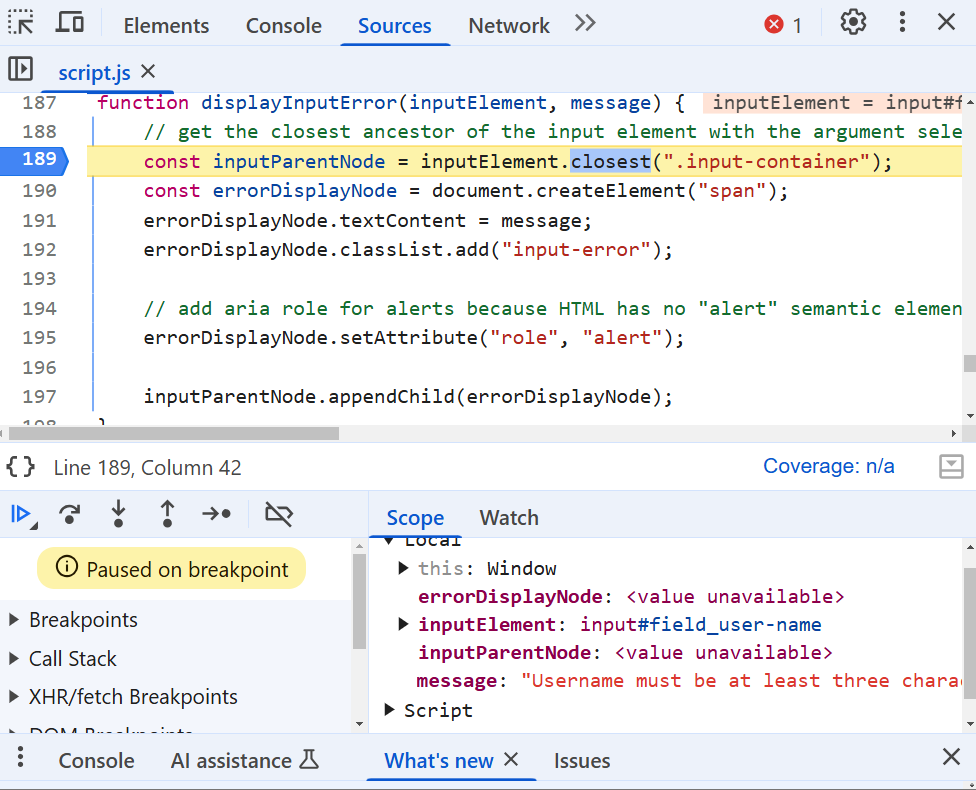 Elements Console Sources Network 1
script.js
187 function displayInputError(inputElement, message) { inputElement = input#f
188 // get the closest ancestor of the input element with the argument sele
189 const inputParentNode = inputElement.closest(".input-container");
190 const errorDisplayNode = document.createElement("span");
191 errorDisplayNode.textContent = message;
192 errorDisplayNode.classList.add("input-error");
193
194 // add aria role for alerts because HTML has no "alert" semantic elemen
195 errorDisplayNode.setAttribute("role", "alert");
196
197 inputParentNode.appendChild(errorDisplayNode);
198 }
{} Line 189, Column 42 Coverage: n/a
Scope Watch
Paused on breakpoint
Breakpoints
Call Stack
XHR/fetch Breakpoints
DOM Breakpoints
Local
this: Window
errorDisplayNode: <value unavailable>
inputElement: input#field_user-name
inputParentNode: <value unavailable>
message: "Username must be at least three chara
Script
Console AI assistance What's new Issues